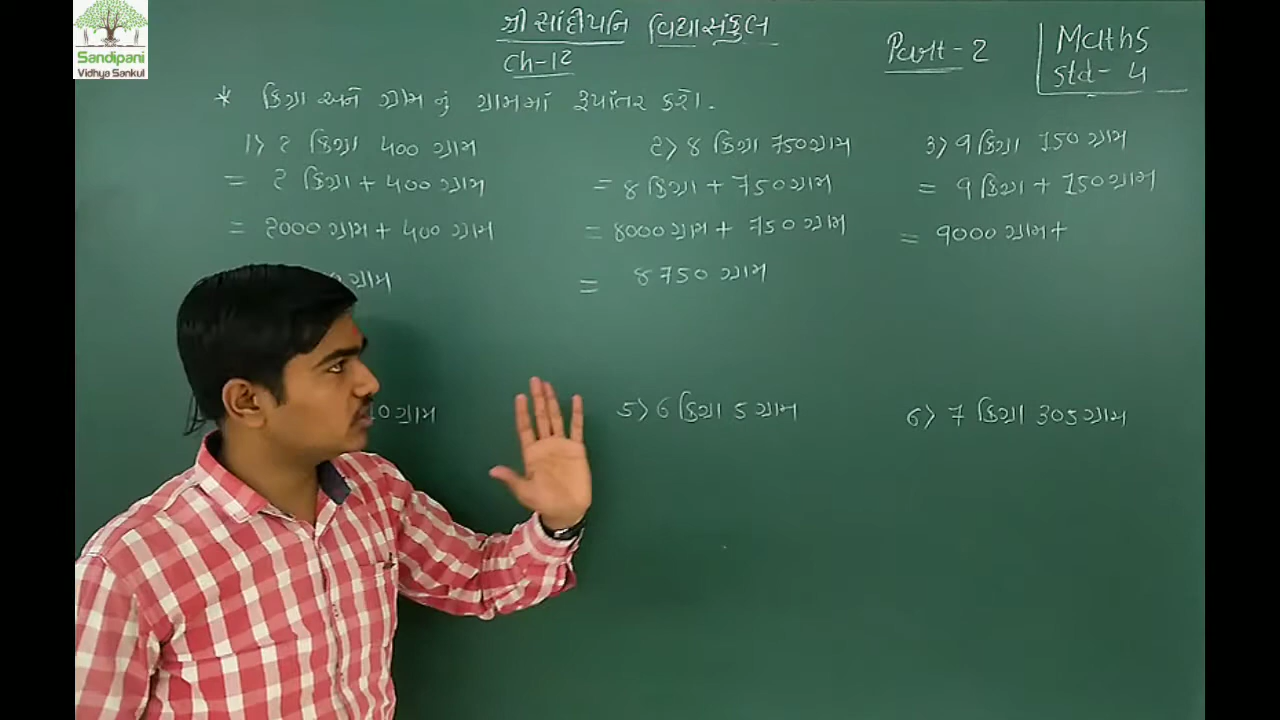 Sandipani
Vidhya Sankul
શ્રી સાંદીપનિ વિદ્યાસંકુલ
Ch-12
Part-2
Maths
Std-4
* કિગ્રા અને ગ્રામ નું ગ્રામમાં રૂપાંતર કરો.
1> 2 કિગ્રા 400 ગ્રામ
= 2 કિગ્રા + 400 ગ્રામ
= 2000 ગ્રામ + 400 ગ્રામ
ગ્રામ
2> 8 કિગ્રા 750 ગ્રામ
= 8 કિગ્રા + 750 ગ્રામ
= 8000 ગ્રામ + 750 ગ્રામ
= 8750 ગ્રામ
3> 9 કિગ્રા 150 ગ્રામ
= 9 કિગ્રા + 150 ગ્રામ
= 9000 ગ્રામ +
ગ્રામ
5> 6 કિગ્રા 5 ગ્રામ
6> 7 કિગ્રા 305 ગ્રામ